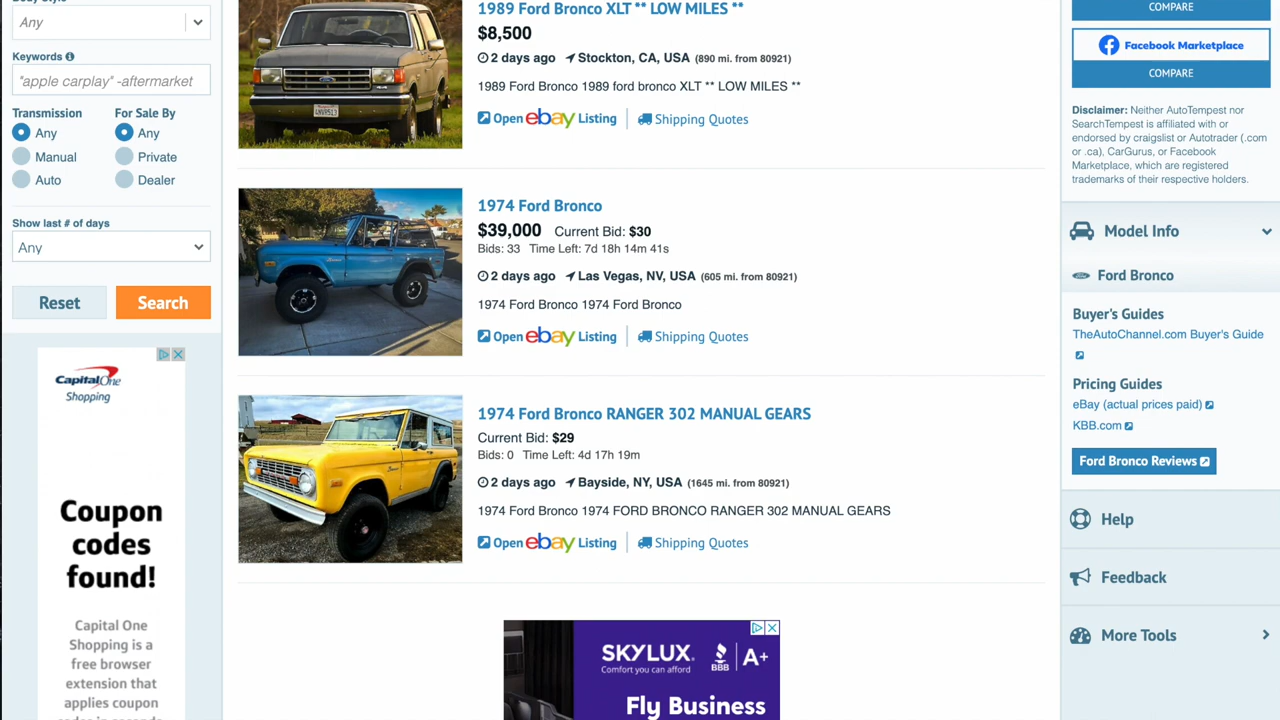 Any
Keywords
apple carplay" -aftermarket
Transmission
For Sale By
Any
Any
Manual
Private
Auto
Dealer
Show last # of days
Any
Reset
Search
Capital One
Shopping
Coupon
codes
found!
Capital One
Shopping is a
free browser
extension that
applies coupon
1989 Ford Bronco XLT ** LOW MILES **
$8,500
2 days ago Stockton, CA, USA (890 mi. from 80921)
1989 Ford Bronco 1989 ford bronco XLT ** LOW MILES **
Open ebay Listing Shipping Quotes
1974 Ford Bronco
$39,000 Current Bid: $30
Bids: 33 Time Left: 7d 18h 14m 41s
2 days ago Las Vegas, NV, USA (605 mi. from 80921)
1974 Ford Bronco 1974 Ford Bronco
Open ebay Listing Shipping Quotes
1974 Ford Bronco RANGER 302 MANUAL GEARS
Current Bid: $29
Bids: 0 Time Left: 4d 17h 19m
2 days ago Bayside, NY, USA (1645 mi. from 80921)
1974 Ford Bronco 1974 FORD BRONCO RANGER 302 MANUAL GEARS
Open ebay Listing Shipping Quotes
SKYLUX.
Comfort you can afford
BBB
A+
Fly Business
COMPARE
Facebook Marketplace
COMPARE
Disclaimer: Neither AutoTempest nor
SearchTempest is affiliated with or
endorsed by craigslist or Autotrader (.com
or .ca), CarGurus, or Facebook
Marketplace, which are registered
trademarks of their respective holders.
Model Info
Ford Bronco
Buyer's Guides
TheAutoChannel.com Buyer's Guide
Pricing Guides
eBay (actual prices paid)
KBB.com
Ford Bronco Reviews
Help
Feedback
More Tools